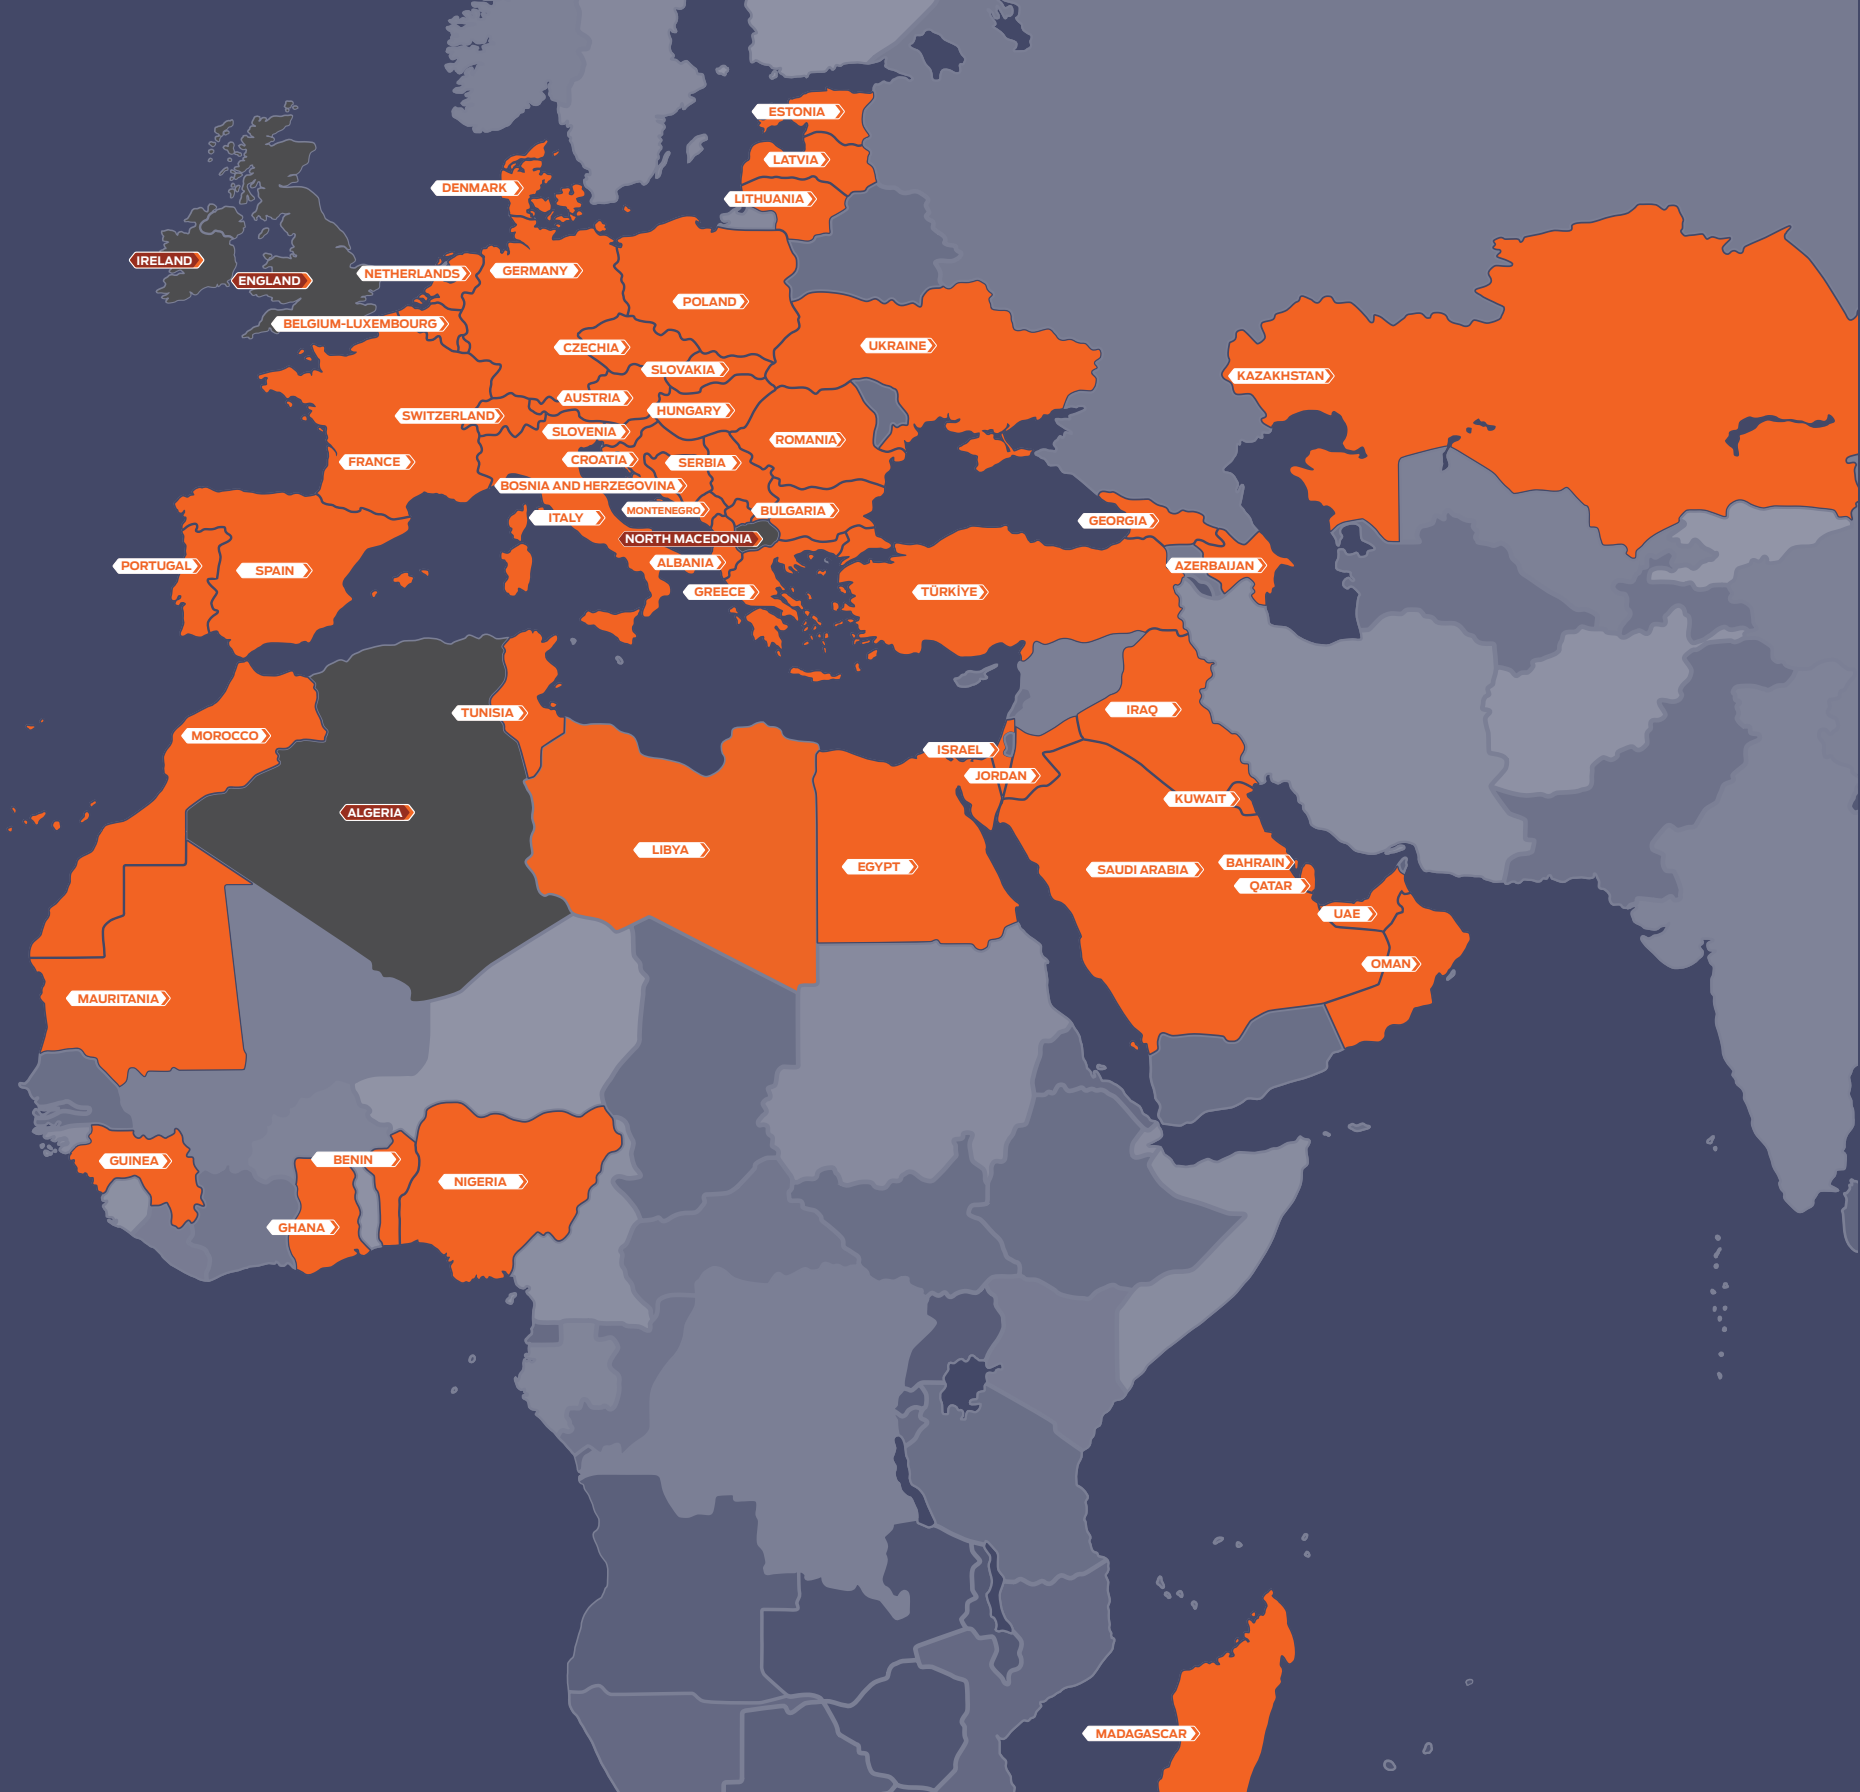 ESTONIA
LATVIA
DENMARK
LITHUANIA
IRELAND
ENGLAND
NETHERLANDS
GERMANY
POLAND
BELGIUM-LUXEMBOURG
CZECHIA
UKRAINE
SLOVAKIA
KAZAKHSTAN
AUSTRIA
SWITZERLAND
HUNGARY
SLOVENIA
ROMANIA
FRANCE
CROATIA
SERBIA
BOSNIA AND HERZEGOVINA
MONTENEGRO
BULGARIA
ITALY
GEORGIA
NORTH MACEDONIA
PORTUGAL
SPAIN
ALBANIA
AZERBAIJAN
GREECE
TÜRKİYE
TUNISIA
IRAQ
MOROCCO
ISRAEL
JORDAN
KUWAIT
ALGERIA
LIBYA
EGYPT
SAUDI ARABIA
BAHRAIN
QATAR
UAE
OMAN
MAURITANIA
GUINEA
BENIN
NIGERIA
GHANA
MADAGASCAR